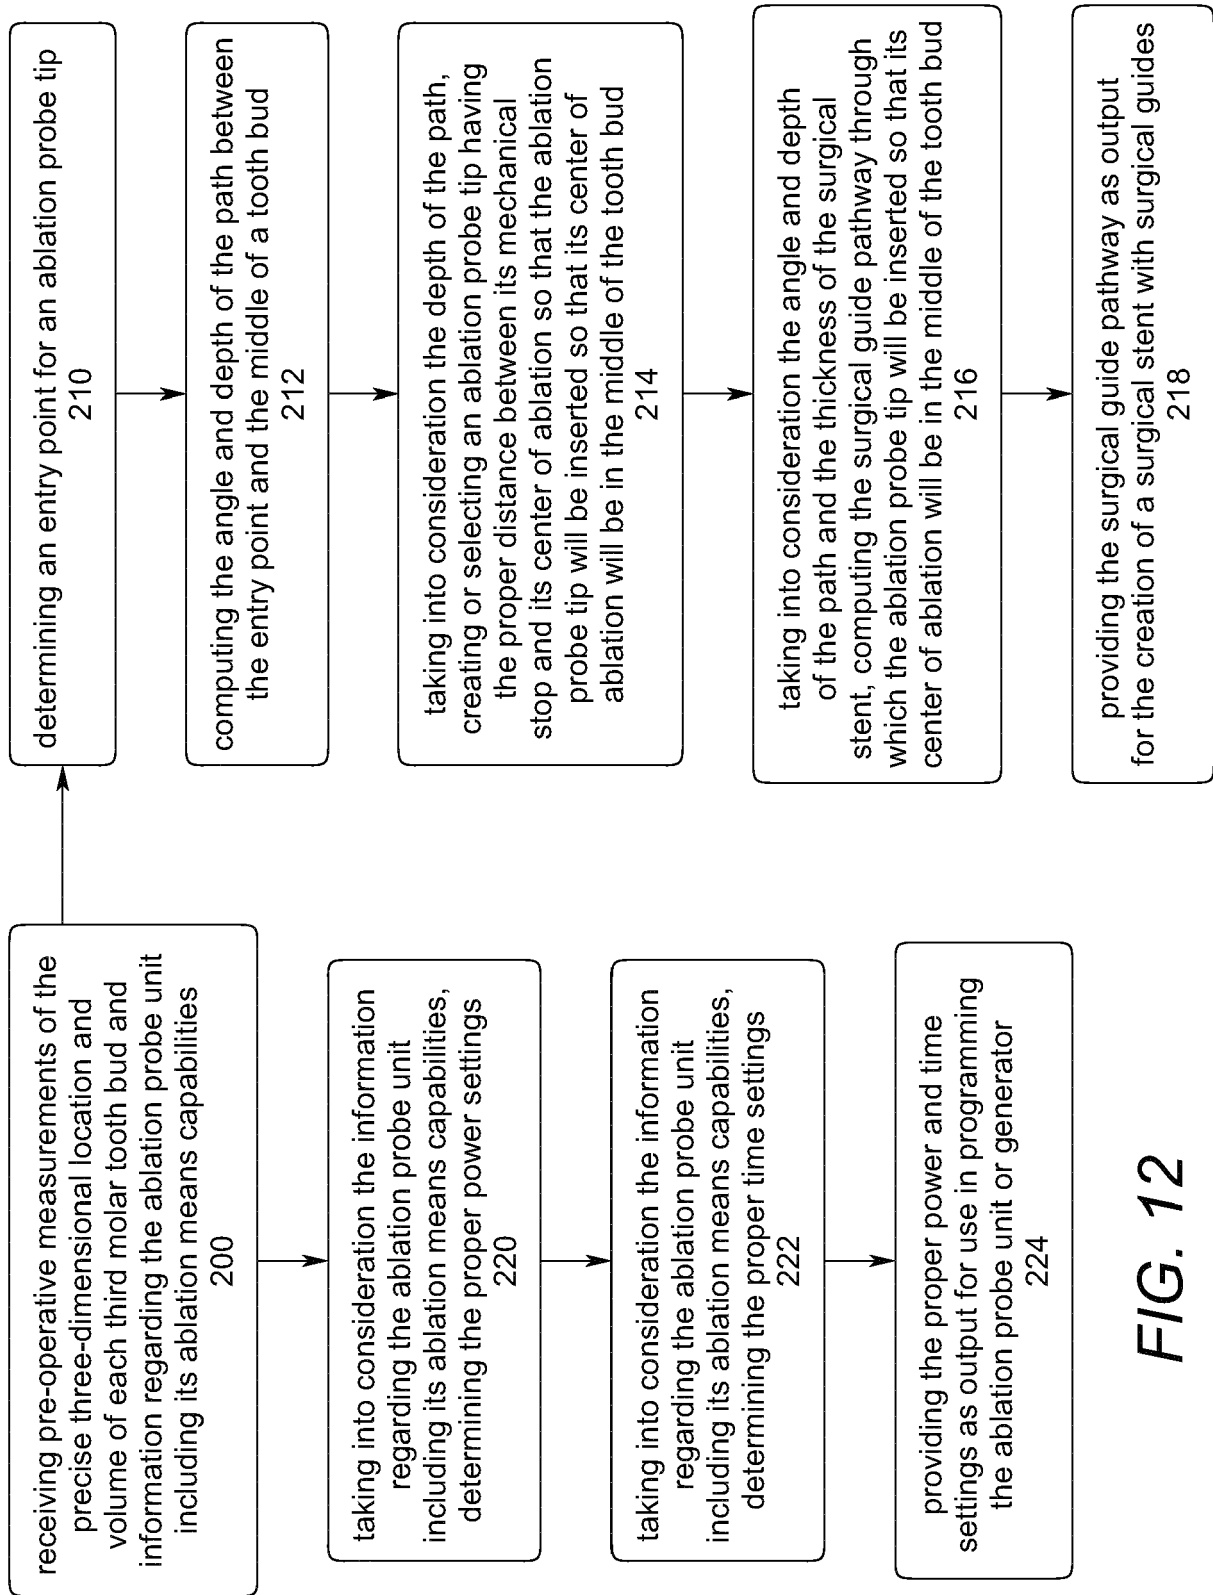 receiving pre-operative measurements of the
precise three-dimensional location and
volume of each third molar tooth bud and
information regarding the ablation probe unit
including its ablation means capabilities
200
taking into consideration the information
regarding the ablation probe unit
including its ablation means capabilities,
determining the proper power settings
220
taking into consideration the information
regarding the ablation probe unit
including its ablation means capabilities,
determining the proper time settings
222
providing the proper power and time
settings as output for use in programming
the ablation probe unit or generator
224
determining an entry point for an ablation probe tip
210
computing the angle and depth of the path between
the entry point and the middle of a tooth bud
212
taking into consideration the depth of the path,
creating or selecting an ablation probe tip having
the proper distance between its mechanical
stop and its center of ablation so that the ablation
probe tip will be inserted so that its center of
ablation will be in the middle of the tooth bud
214
taking into consideration the angle and depth
of the path and the thickness of the surgical
stent, computing the surgical guide pathway through
which the ablation probe tip will be inserted so that its
center of ablation will be in the middle of the tooth bud
216
providing the surgical guide pathway as output
for the creation of a surgical stent with surgical guides
218
FIG. 12